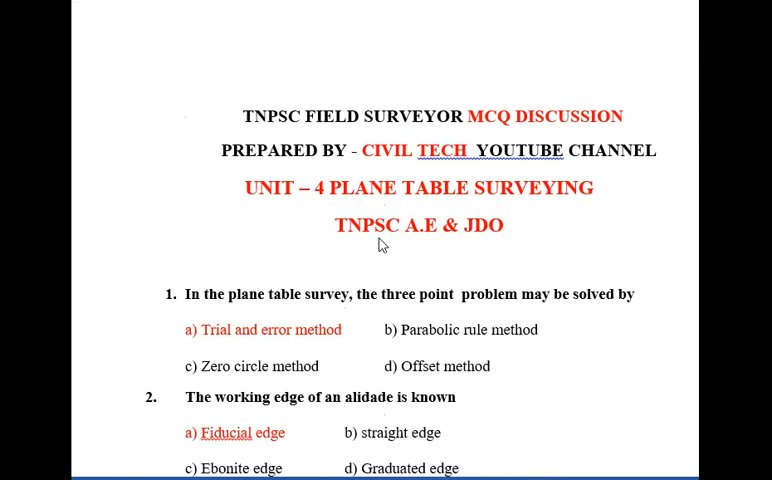 TNPSC FIELD SURVEYOR MCQ DISCUSSION
PREPARED BY - CIVIL TECH YOUTUBE CHANNEL
UNIT – 4 PLANE TABLE SURVEYING
TNPSC A.E & JDO
1. In the plane table survey, the three point problem may be solved by
a) Trial and error method b) Parabolic rule method
c) Zero circle method d) Offset method
2. The working edge of an alidade is known
a) Fiducial edge b) straight edge
c) Ebonite edge d) Graduated edge